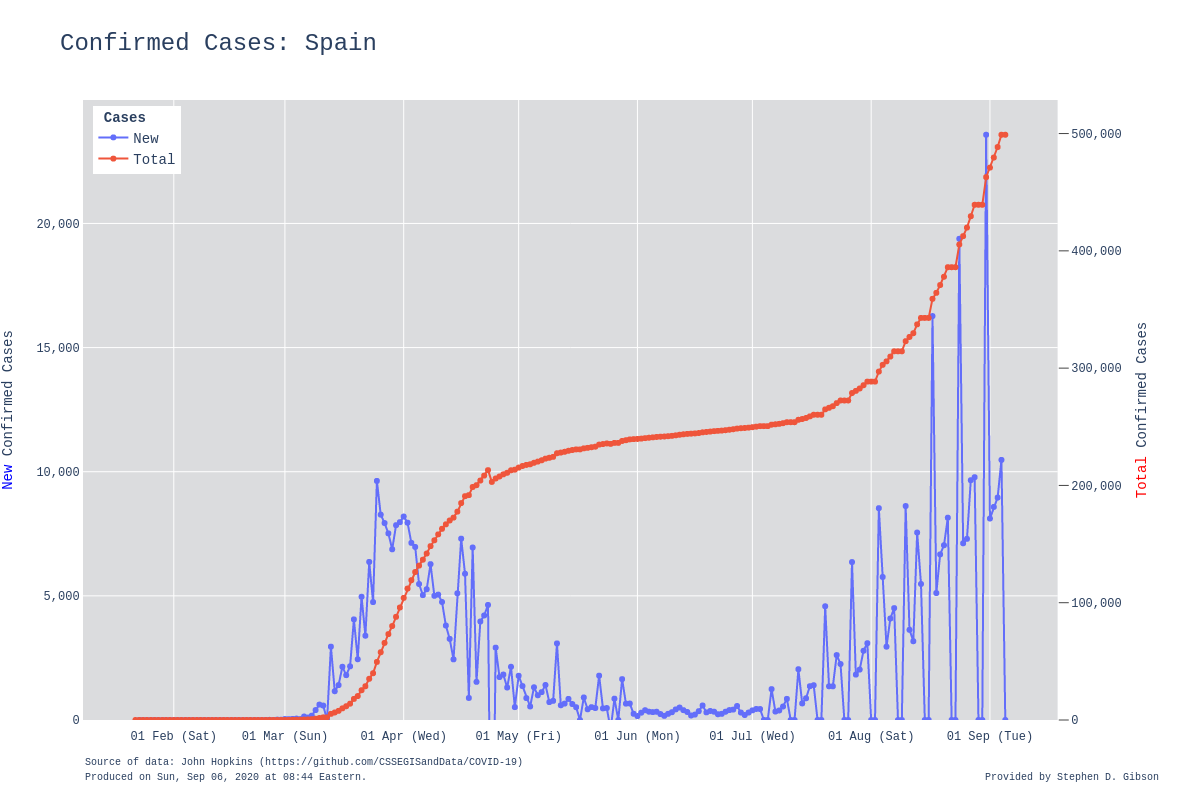 Confirmed Cases: Spain
Cases
New
Total
20,000
15,000
10,000
5,000
0
New Confirmed Cases
500,000
400,000
300,000
200,000
100,000
0
Total Confirmed Cases
01 Feb (Sat)
01 Mar (Sun)
01 Apr (Wed)
01 May (Fri)
01 Jun (Mon)
01 Jul (Wed)
01 Aug (Sat)
01 Sep (Tue)
Source of data: John Hopkins (https://github.com/CSSEGISandData/COVID-19)
Produced on Sun, Sep 06, 2020 at 08:44 Eastern.
Provided by Stephen D. Gibson